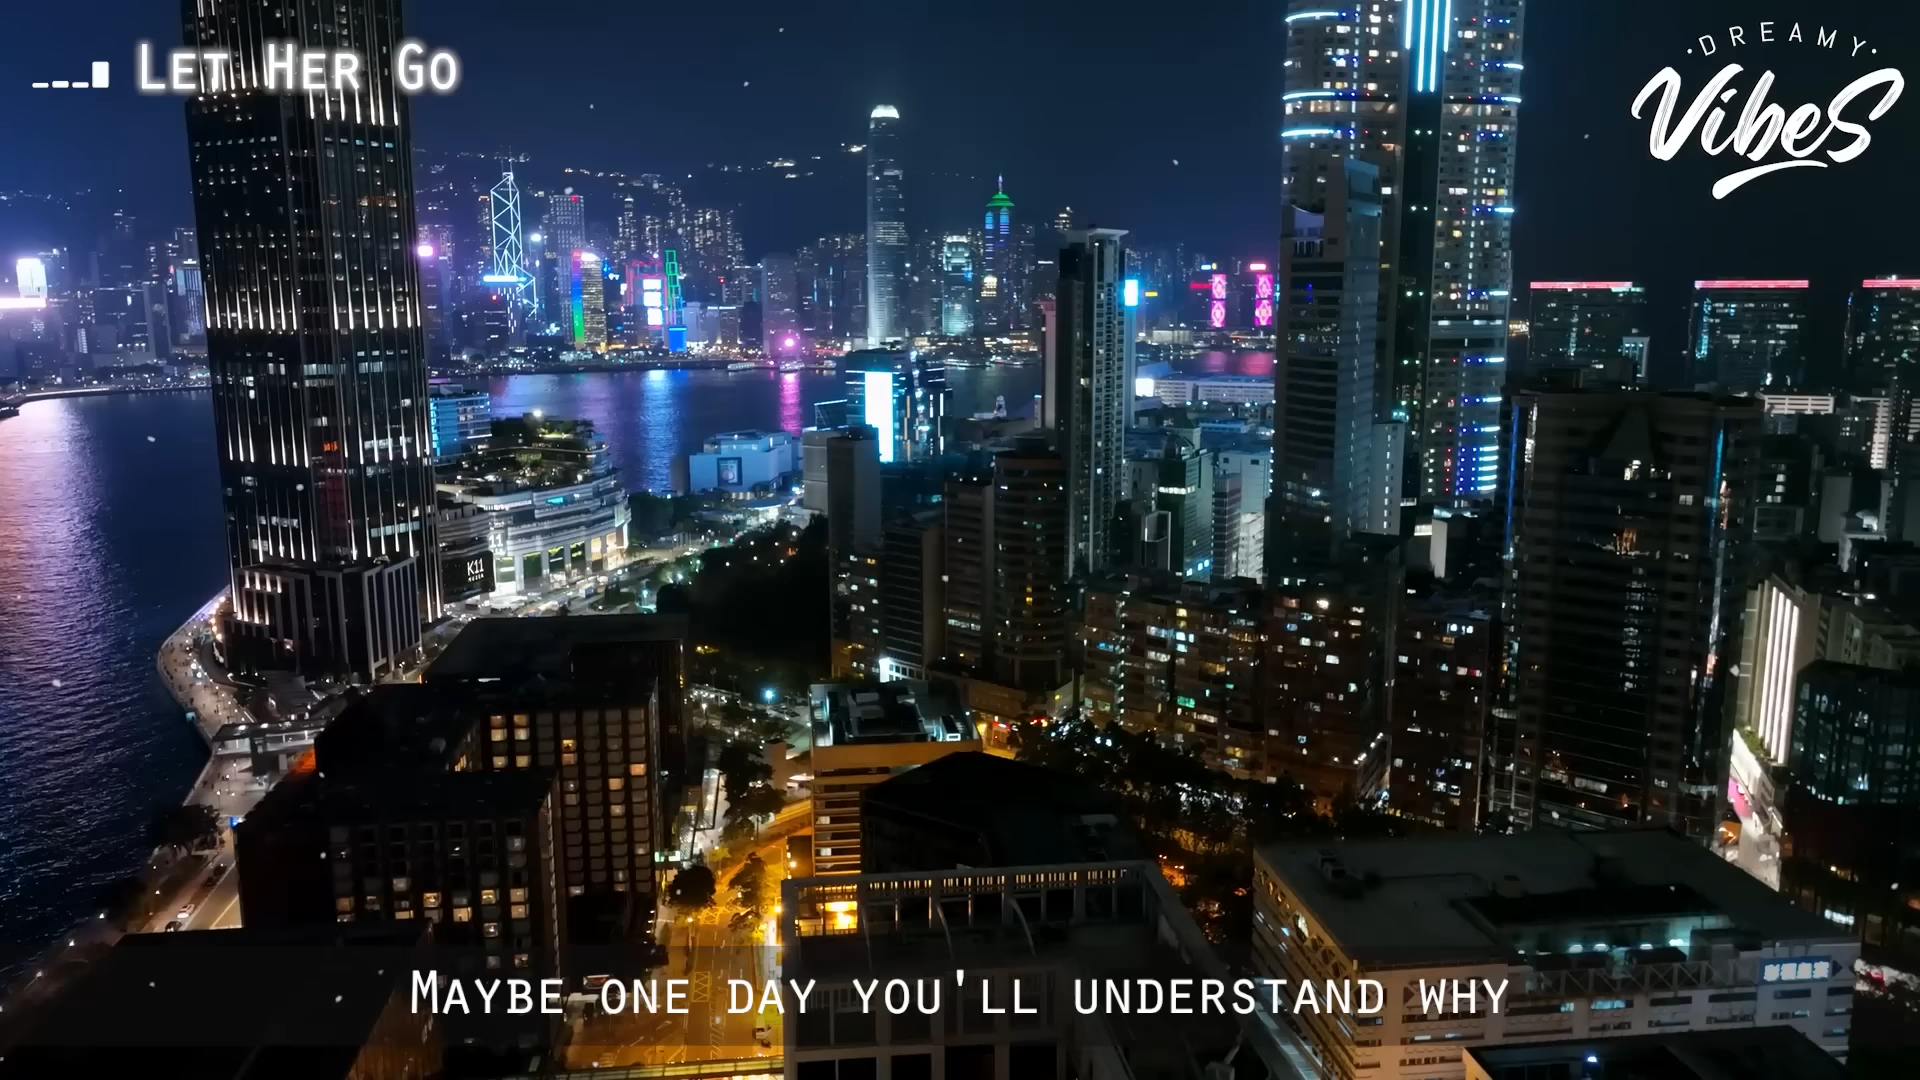 Let Her Go
DREAMY
Vibes
K11
Maybe one day you'll understand why